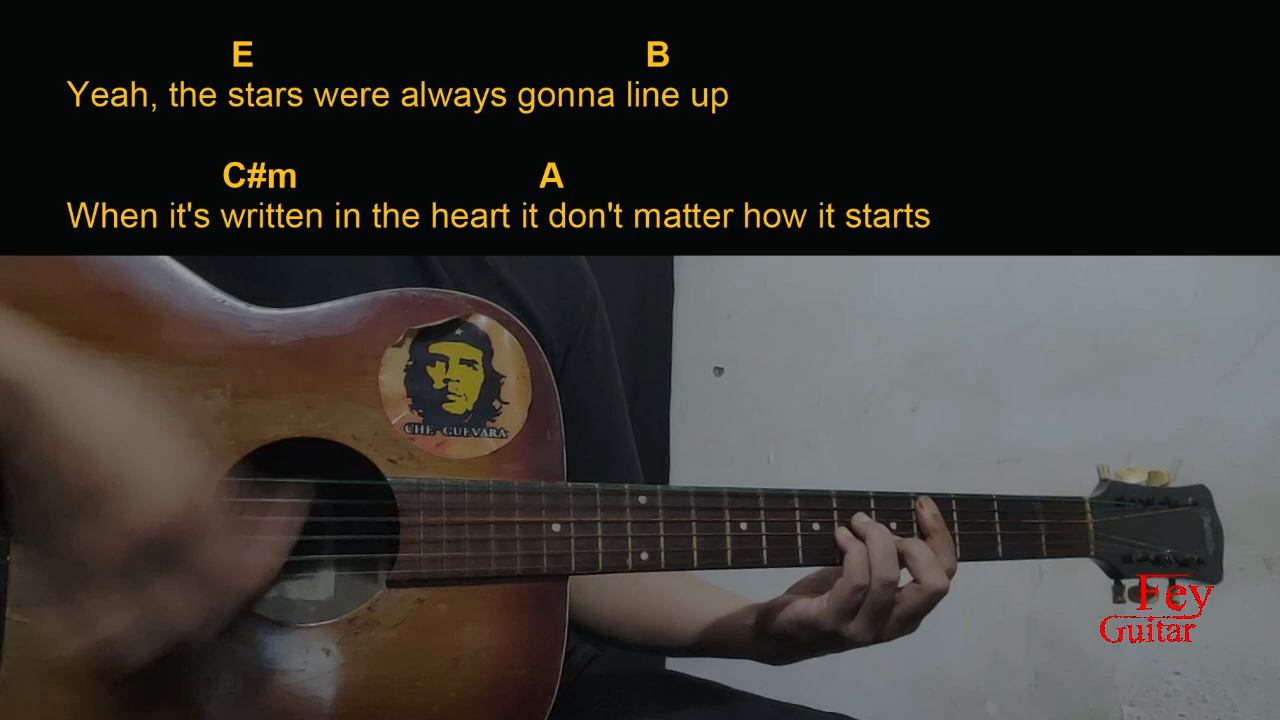 E B
Yeah, the stars were always gonna line up
C#m A
When it's written in the heart it don't matter how it starts
CHE GUEVARA
Fey
Guitar